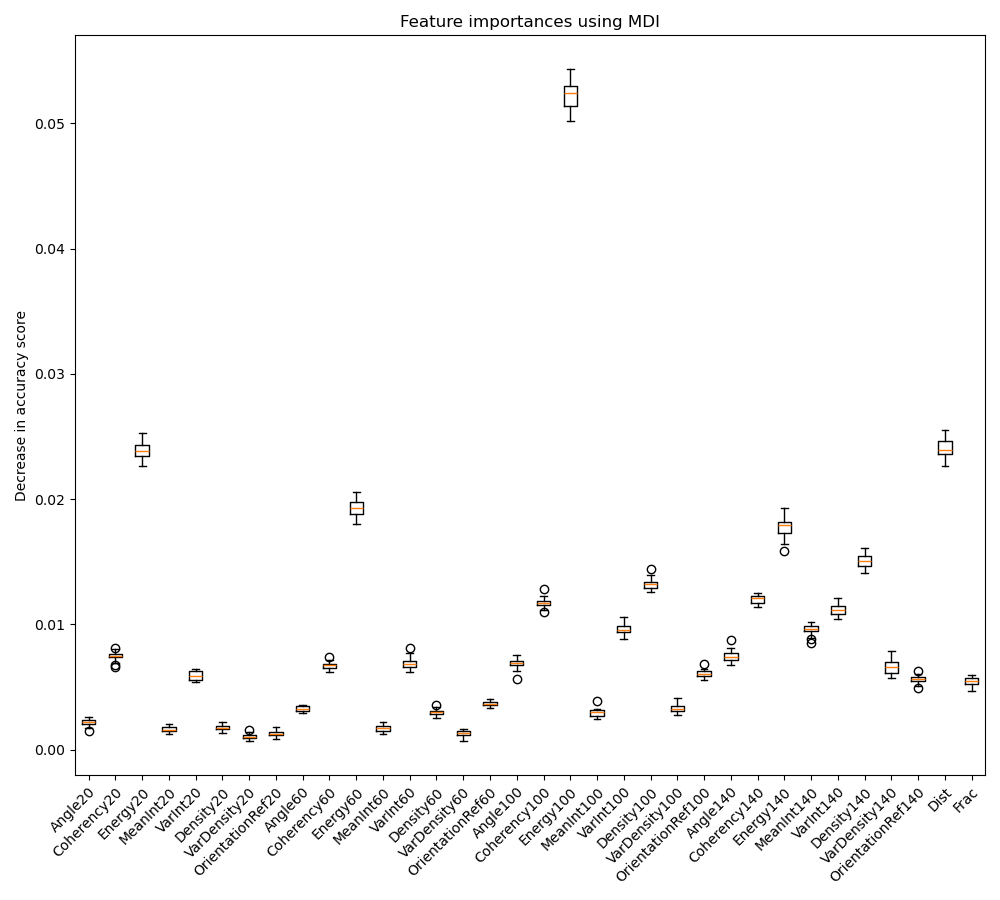 Feature importances using MDI
Decrease in accuracy score
0.05
0.04
0.03
0.02
0.01
0.00
Angle20
Coherency20
Energy20
MeanInt20
VarInt20
Density20
VarDensity20
OrientationRef20
Angle60
Coherency60
Energy60
MeanInt60
VarInt60
Density60
VarDensity60
OrientationRef60
Angle100
Coherency100
Energy100
MeanInt100
VarInt100
Density100
VarDensity100
OrientationRef100
Angle140
Coherency140
Energy140
MeanInt140
VarInt140
Density140
VarDensity140
OrientationRef140
Dist
Frac